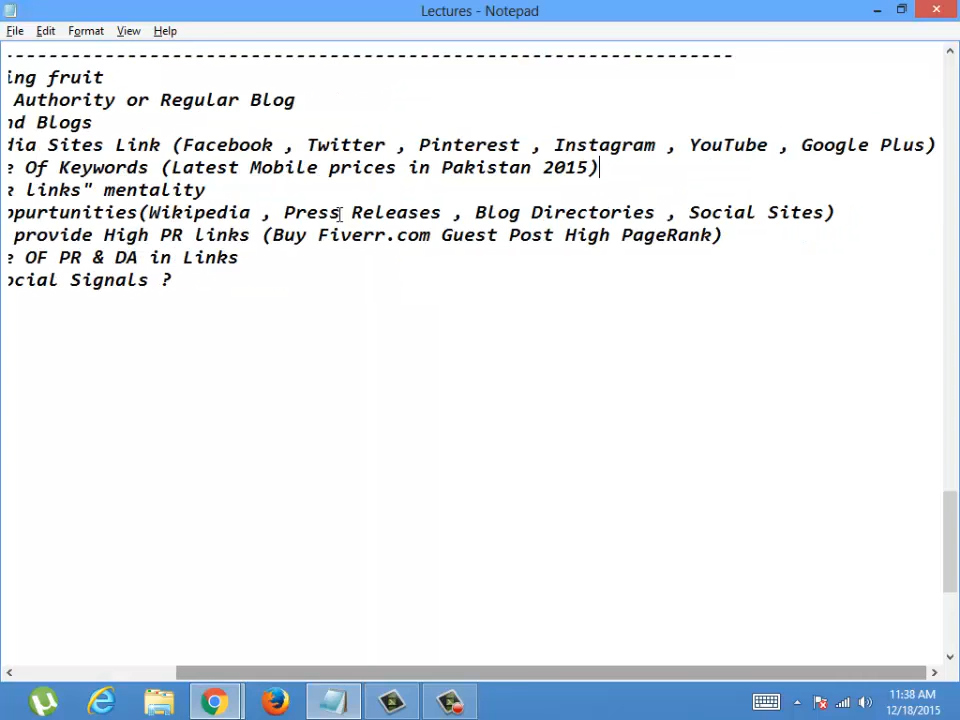 Lectures - Notepad
File Edit Format View Help
------------------------------------------------------------------
ing fruit
Authority or Regular Blog
nd Blogs
dia Sites Link (Facebook , Twitter , Pinterest , Instagram , YouTube , Google Plus)
e Of Keywords (Latest Mobile prices in Pakistan 2015)
links" mentality
ppurtunities(Wikipedia , Press Releases , Blog Directories , Social Sites)
provide High PR links (Buy Fiverr.com Guest Post High PageRank)
e OF PR & DA in Links
ocial Signals ?
11:38 AM
12/18/2015